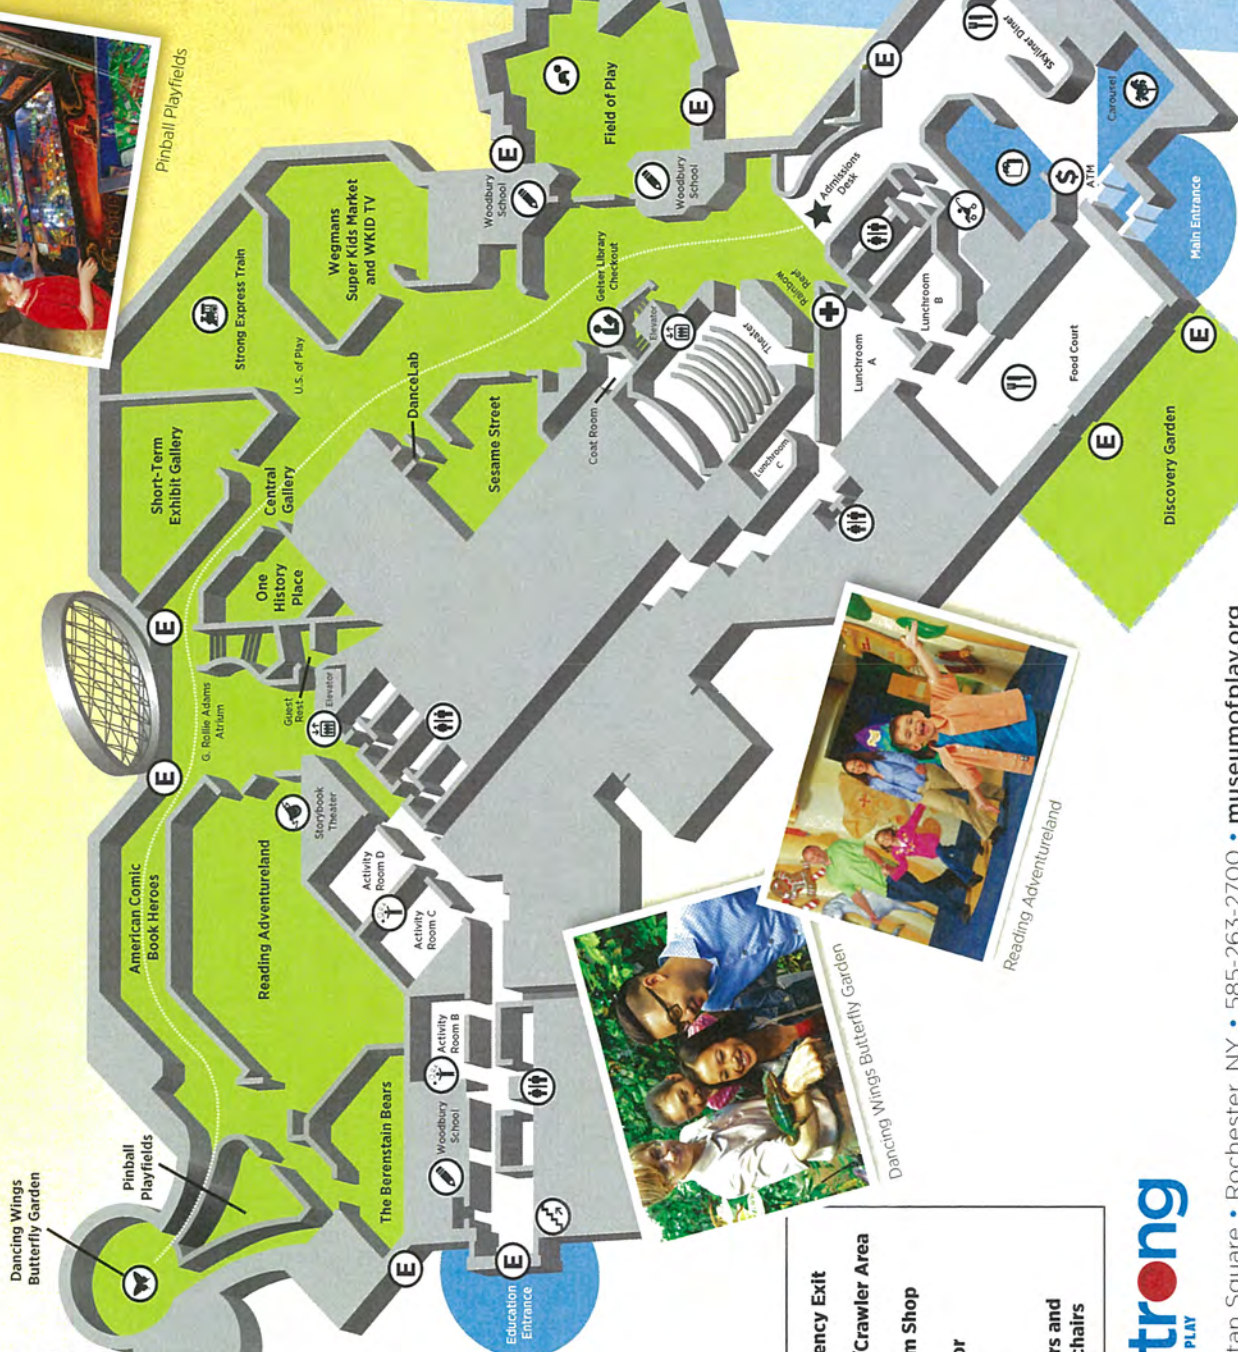 Pinball Playfields
Dancing Wings
Butterfly Garden
Pinball
Playfields
American Comic
Book Heroes
E
E
Short-Term
Exhibit Gallery
Strong Express Train
U.S. of Play
Wegmans
Super Kids Market
and WKID TV
Central
Gallery
One
History
Place
G. Rollie Adams
Atrium
Guest
Rest
Elevator
Reading Adventureland
Storybook
Theater
The Berenstain Bears
Activity
Room D
Activity
Room C
Activity
Room B
Woodbury
School
E
E
Education
Entrance
DanceLab
Sesame Street
Coat Room
Geiser Library
Checkout
Elevator
Theater
Rainbow
Reef
Woodbury
School
E
Field of Play
E
Woodbury
School
Admissions
Desk
E
Skyliner Diner
Carousel
$
ATM
Main Entrance
Lunchroom
A
Lunchroom
B
Lunchroom
C
Food Court
E
E
Discovery Garden
Dancing Wings Butterfly Garden
Reading Adventureland
ency Exit
Crawler Area
m Shop
or
rs and
chairs
trong
PLAY
tan Square • Rochester, NY • 585-263-2700 • museumofplay.org